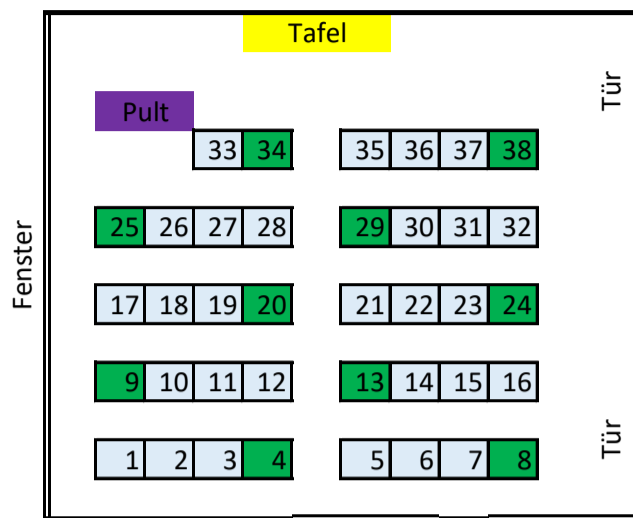 Tafel
Tür
Pult
33 34 35 36 37 38
25 26 27 28 29 30 31 32
Fenster
17 18 19 20 21 22 23 24
9 10 11 12 13 14 15 16
Tür
1 2 3 4 5 6 7 8